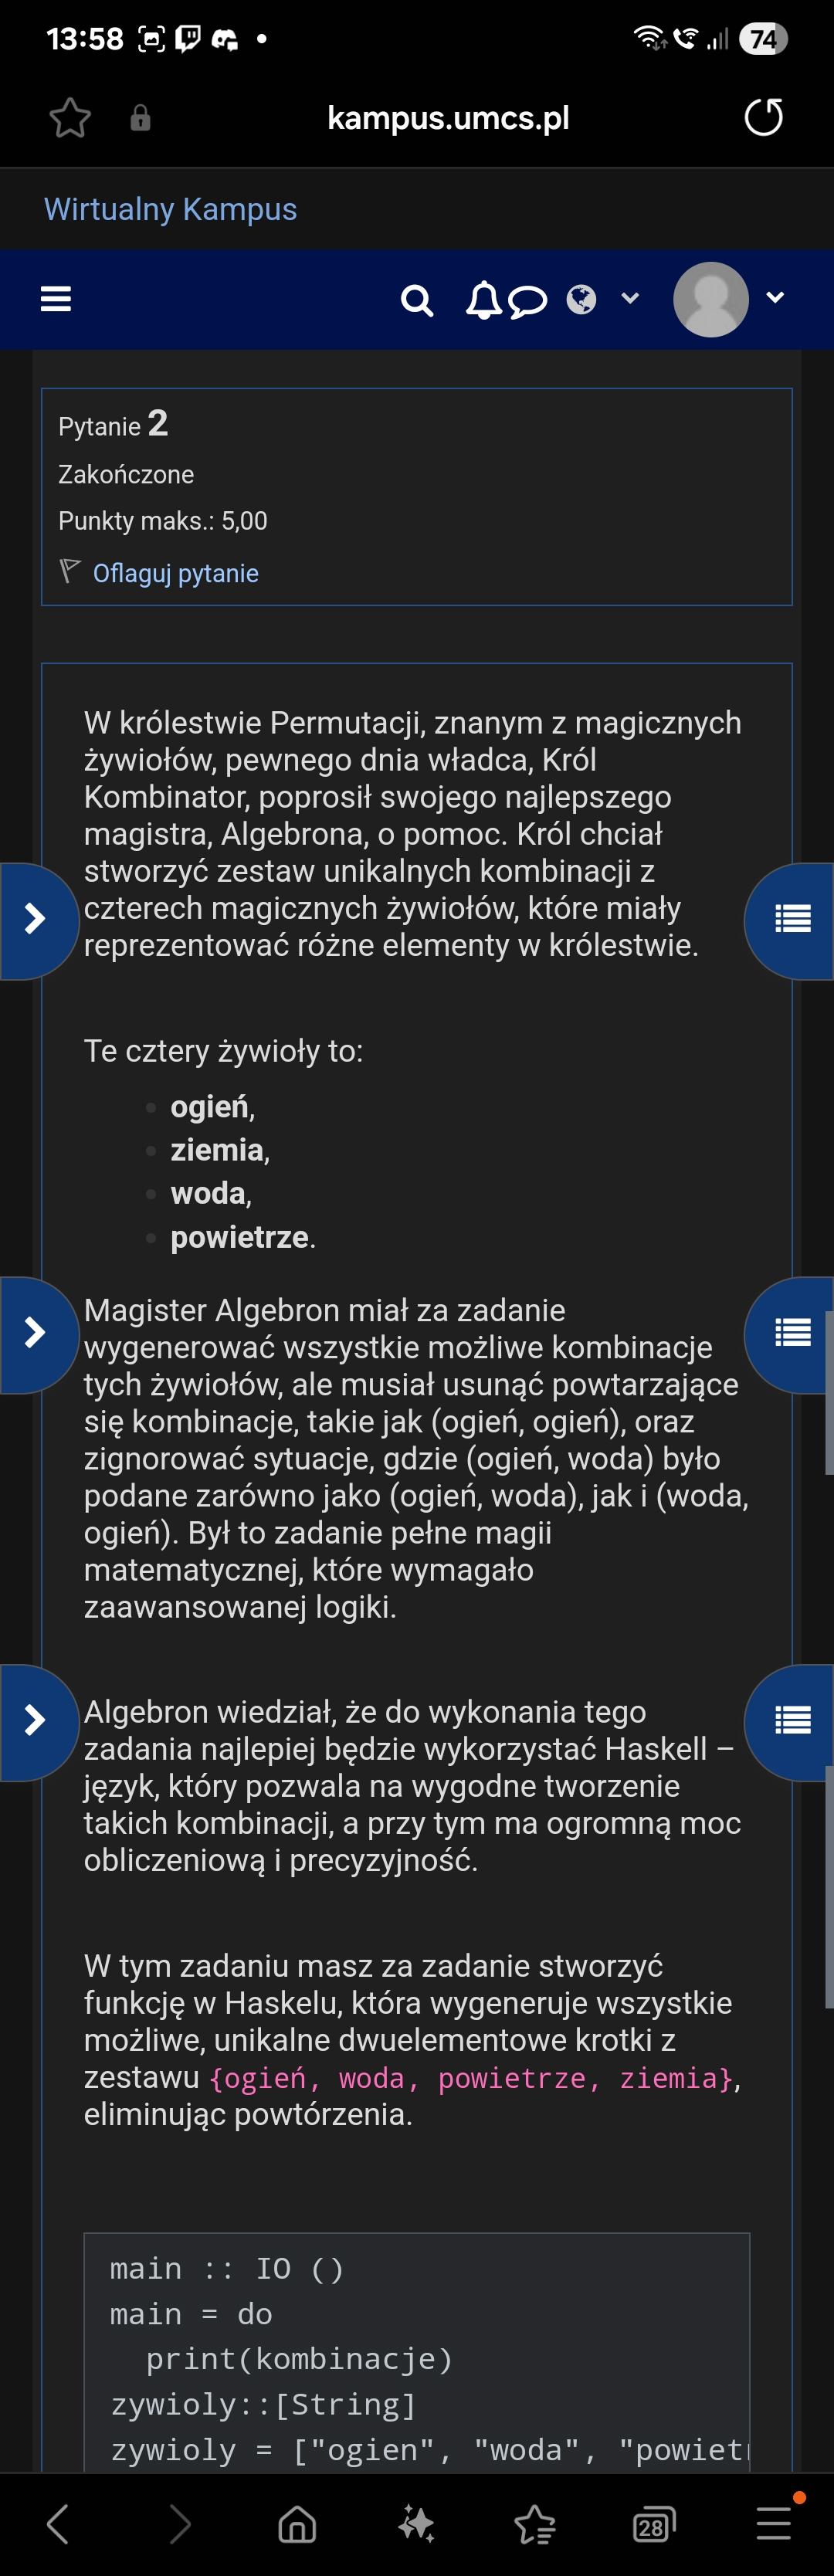 13:58
74
kampus.umcs.pl
Wirtualny Kampus
Pytanie 2
Zakończone
Punkty maks.: 5,00
Oflaguj pytanie
W królestwie Permutacji, znanym z magicznych
żywiołów, pewnego dnia władca, Król
Kombinator, poprosił swojego najlepszego
magistra, Algebrona, o pomoc. Król chciał
stworzyć zestaw unikalnych kombinacji z
czterech magicznych żywiołów, które miały
reprezentować różne elementy w królestwie.
Te cztery żywioły to:
ogień,
ziemia,
woda,
powietrze.
Magister Algebron miał za zadanie
wygenerować wszystkie możliwe kombinacje
tych żywiołów, ale musiał usunąć powtarzające
się kombinacje, takie jak (ogień, ogień), oraz
zignorować sytuacje, gdzie (ogień, woda) było
podane zarówno jako (ogień, woda), jak i (woda,
ogień). Był to zadanie pełne magii
matematycznej, które wymagało
zaawansowanej logiki.
Algebron wiedział, że do wykonania tego
zadania najlepiej będzie wykorzystać Haskell –
język, który pozwala na wygodne tworzenie
takich kombinacji, a przy tym ma ogromną moc
obliczeniową i precyzyjność.
W tym zadaniu masz za zadanie stworzyć
funkcję w Haskelu, która wygeneruje wszystkie
możliwe, unikalne dwuelementowe krotki z
zestawu {ogień, woda, powietrze, ziemia},
eliminując powtórzenia.
main :: IO ()
main = do
print(kombinacje)
zywioly::[String]
zywioly = ["ogien", "woda", "powiet
28